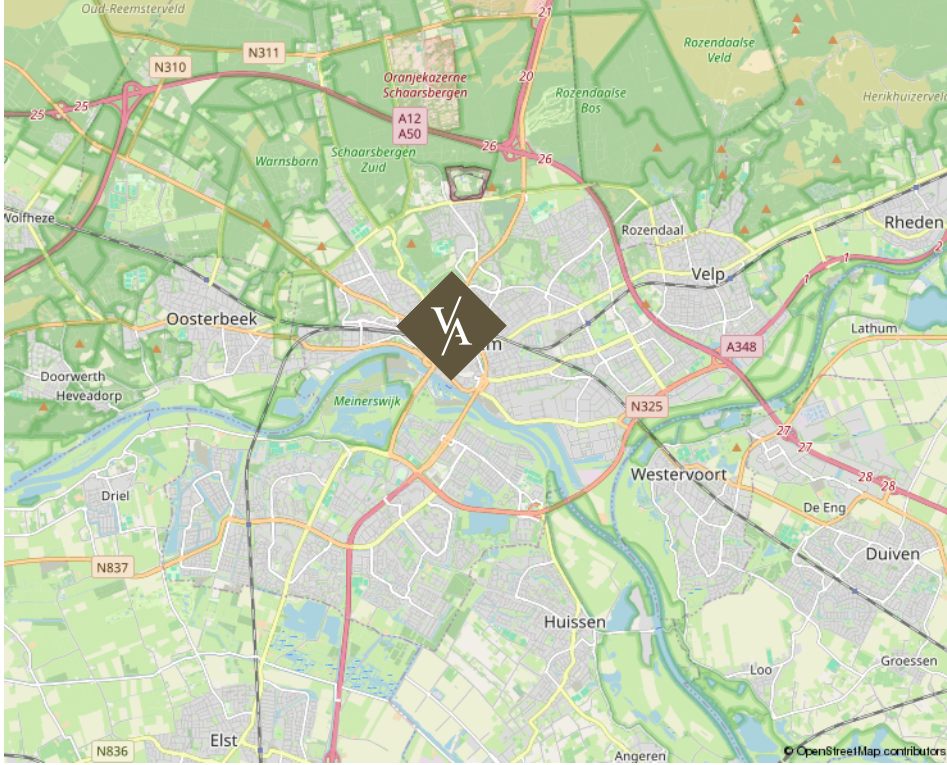 Oud-Reemsterveld
21
N311
N310
Rozendaalse
Veld
20
Oranjekazerne
Schaarsbergen
Rozendaalse
Bos
Herikhuizerveld
25
25
A12
A50
26
26
Warnsborn
Schaarsbergen
Zuid
Wolfheze
Rozendaal
Rheden
2
1
1
Velp
V/A
Oosterbeek
m
Lathum
A348
Doorwerth
Heveadorp
Meinerswijk
N325
27
27
28
28
Westervoort
Driel
De Eng
Duiven
N837
Huissen
Loo
Groessen
Elst
N836
Angeren
© OpenStreetMap contributors